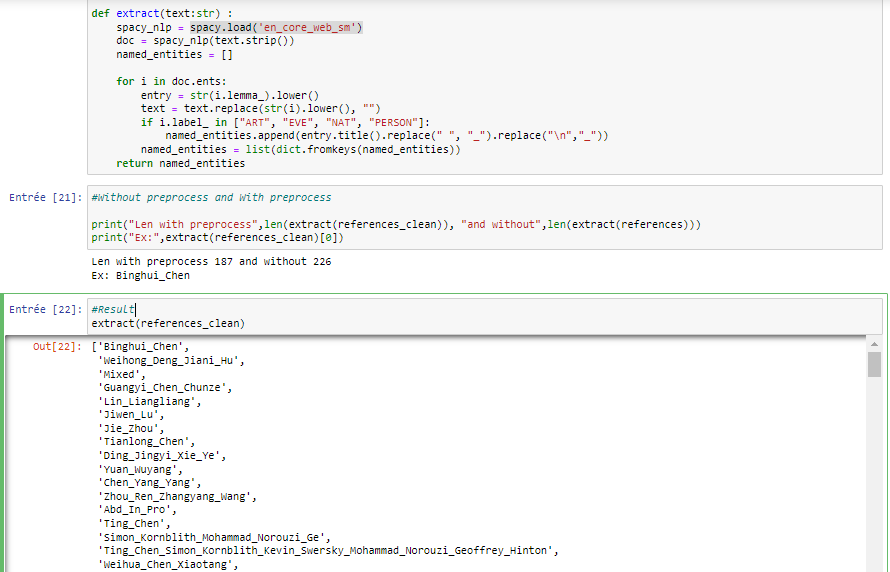 def extract(text:str) :
    spacy_nlp = spacy.load('en_core_web_sm')
    doc = spacy_nlp(text.strip())
    named_entities = []
    for i in doc.ents:
        entry = str(i.lemma_).lower()
        text = text.replace(str(i).lower(), "")
        if i.label_ in ["ART", "EVE", "NAT", "PERSON"]:
            named_entities.append(entry.title().replace(" ", "_").replace("\n","_"))
        named_entities = list(dict.fromkeys(named_entities))
    return named_entities
Entrée [21]: #Without preprocess and With preprocess
print("Len with preprocess",len(extract(references_clean)), "and without",len(extract(references)))
print("Ex:",extract(references_clean)[0])
Len with preprocess 187 and without 226
Ex: Binghui_Chen
Entrée [22]: #Result
extract(references_clean)
Out[22]: ['Binghui_Chen',
'Weihong_Deng_Jiani_Hu',
'Mixed',
'Guangyi_Chen_Chunze',
'Lin_Liangliang',
'Jiwen_Lu',
'Jie_Zhou',
'Tianlong_Chen',
'Ding_Jingyi_Xie_Ye',
'Yuan_Wuyang',
'Chen_Yang_Yang',
'Zhou_Ren_Zhangyang_Wang',
'Abd_In_Pro',
'Ting_Chen',
'Simon_Kornblith_Mohammad_Norouzi_Ge',
'Ting_Chen_Simon_Kornblith_Kevin_Swersky_Mohammad_Norouzi_Geoffrey_Hinton',
'Weihua_Chen_Xiaotang',